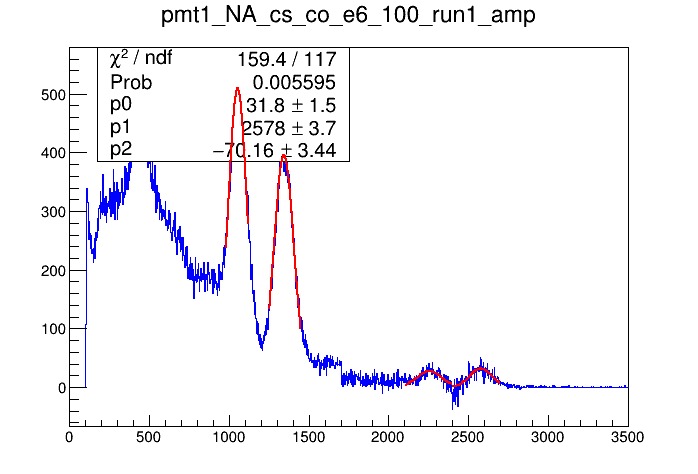 pmt1_NA_cs_co_e6_100_run1_amp
χ² / ndf 159.4 / 117
Prob 0.005595
p0 31.8 ± 1.5
p1 2578 ± 3.7
p2 −70.16 ± 3.44
500
400
300
200
100
0
0 500 1000 1500 2000 2500 3000 3500